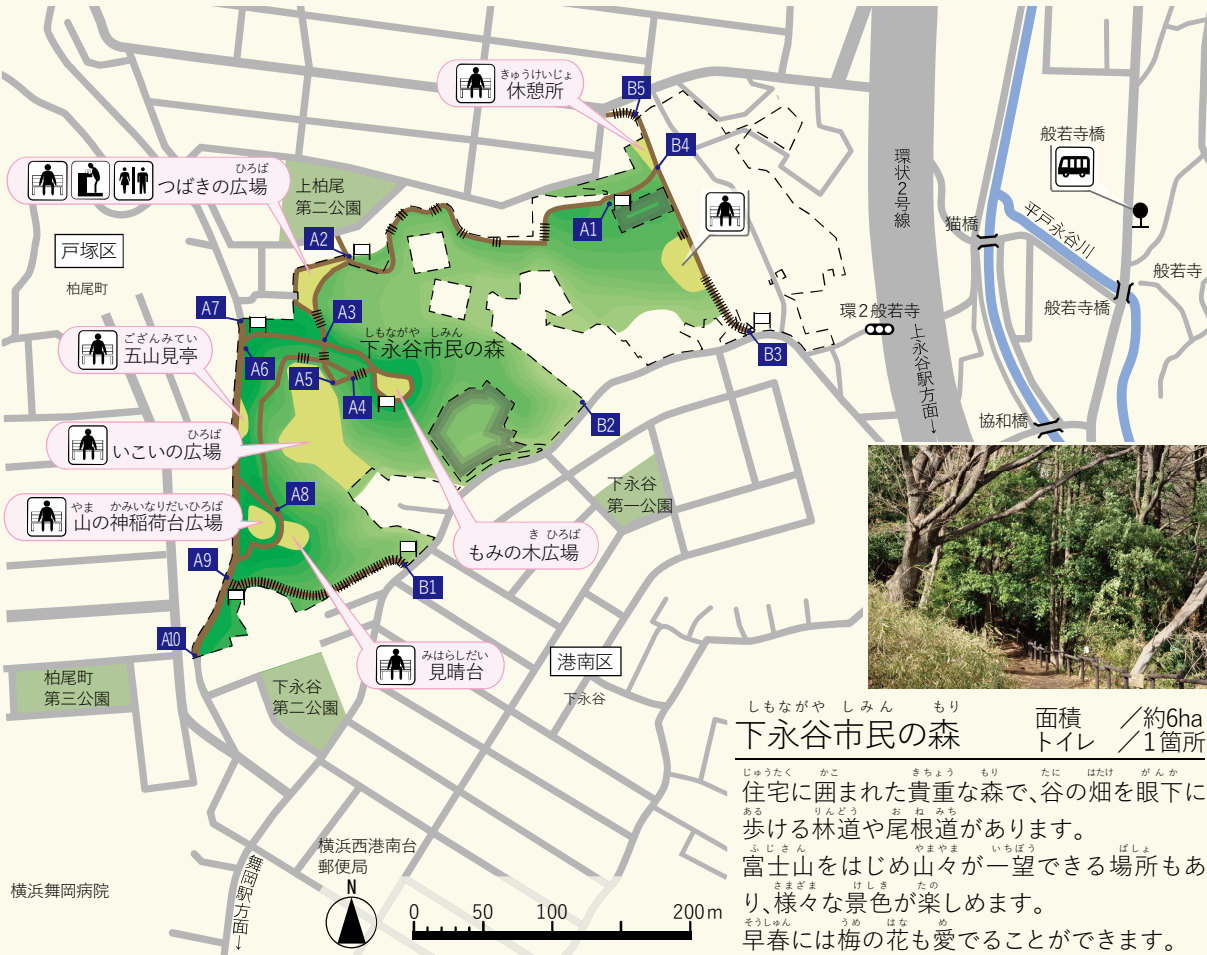 きゅうけいじょ
休憩所
B5
B4
ひろば
つばきの広場
上柏尾
第二公園
A1
A2
戸塚区
柏尾町
A7
A3
しもながや しみん
下永谷市民の森
ござんみてい
五山見亭
A6
A5
A4
B3
B2
ひろば
いこいの広場
やま かみいなりだいひろば
山の神稲荷台広場
A8
き ひろば
もみの木広場
下永谷
第一公園
A9
B1
A10
みはらしだい
見晴台
柏尾町
第三公園
下永谷
第二公園
港南区
下永谷
環状2号線
般若寺橋
猫橋
平戸永谷川
般若寺
般若寺橋
環2般若寺
上永谷駅方面→
協和橋
横浜西港南台
郵便局
舞岡駅方面→
横浜舞岡病院
N
0 50 100 200m
しもながや しみん もり
下永谷市民の森
面積 /約6ha
トイレ /1箇所
じゅうたく かこ きちょう もり たに はたけ がんか
住宅に囲まれた貴重な森で、谷の畑を眼下に
ある りんどう おねみち
歩ける林道や尾根道があります。
ふじさん やまやま いちぼう ばしょ
富士山をはじめ山々が一望できる場所もあ
さまざま けしき たの
り、様々な景色が楽しめます。
そうしゅん うめ はな め
早春には梅の花も愛でることができます。